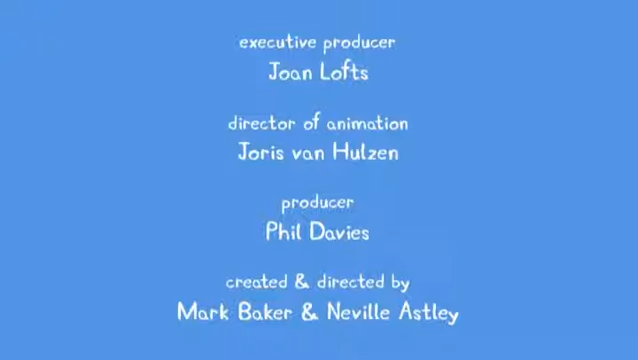 executive producer
Joan Lofts
director of animation
Joris van Hulzen
producer
Phil Davies
created & directed by
Mark Baker & Neville Astley